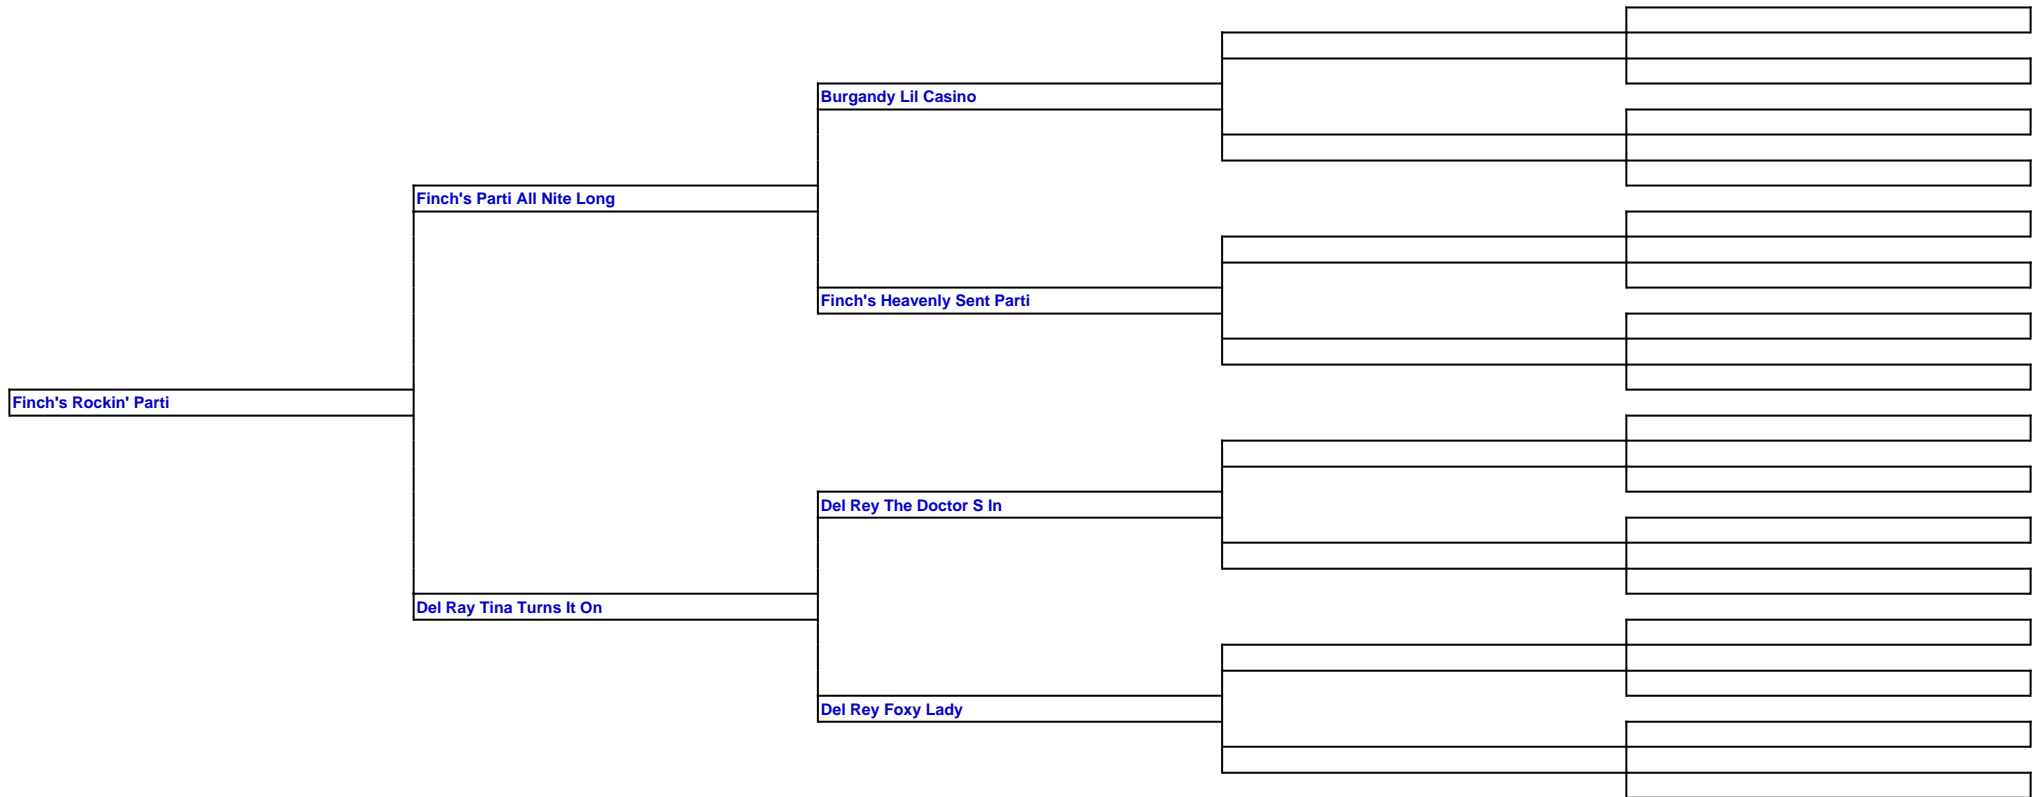 Burgandy Lil Casino
Finch's Parti All Nite Long
Finch's Heavenly Sent Parti
Finch's Rockin' Parti
Del Rey The Doctor S In
Del Ray Tina Turns It On
Del Rey Foxy Lady